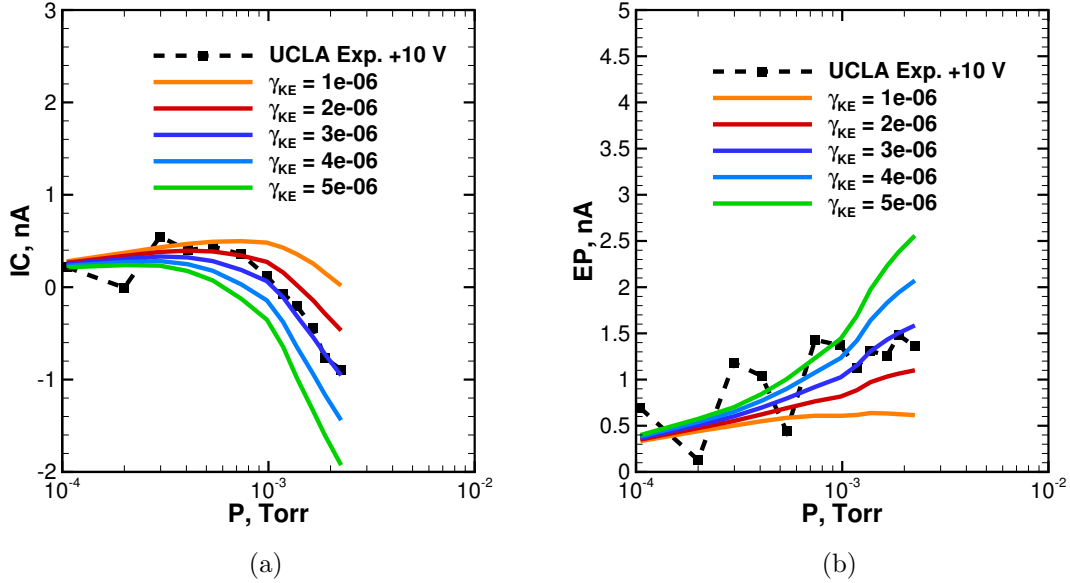 3
2
1
0
-1
-2
IC, nA
10⁻⁴
10⁻³
10⁻²
P, Torr
UCLA Exp. +10 V
γKE = 1e-06
γKE = 2e-06
γKE = 3e-06
γKE = 4e-06
γKE = 5e-06
(a)
5
4.5
4
3.5
3
2.5
2
1.5
1
0.5
0
EP, nA
10⁻⁴
10⁻³
10⁻²
P, Torr
UCLA Exp. +10 V
γKE = 1e-06
γKE = 2e-06
γKE = 3e-06
γKE = 4e-06
γKE = 5e-06
(b)